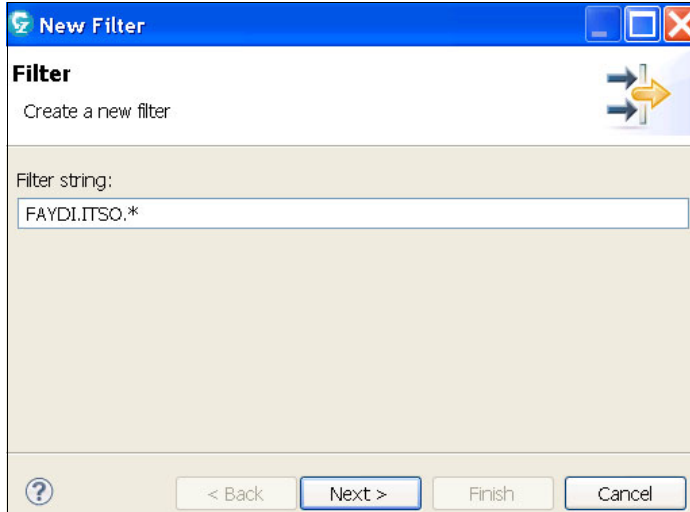 New Filter
Filter
Create a new filter
Filter string:
FAYDI.ITSO.*
? < Back Next > Finish Cancel